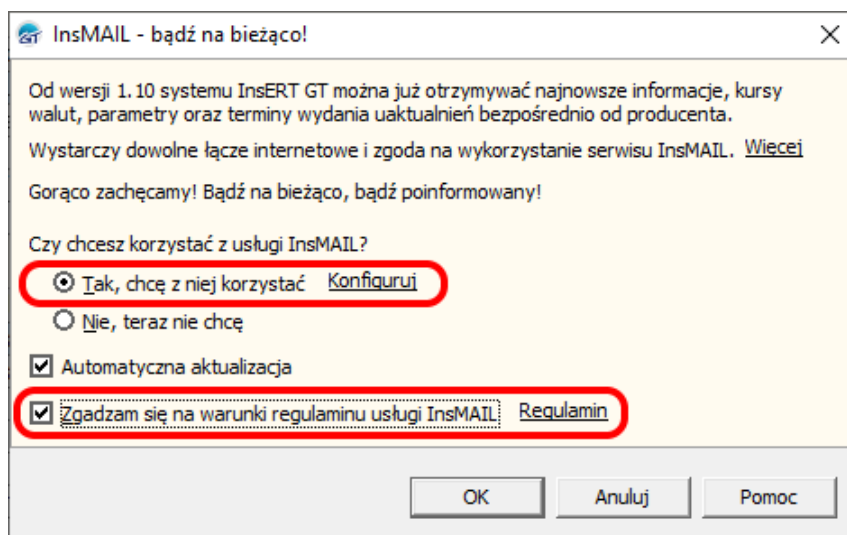 InsMAIL - bądź na bieżąco!
Od wersji 1.10 systemu InsERT GT można już otrzymywać najnowsze informacje, kursy
walut, parametry oraz terminy wydania uaktualnień bezpośrednio od producenta.
Wystarczy dowolne łącze internetowe i zgoda na wykorzystanie serwisu InsMAIL. Więcej
Gorąco zachęcamy! Bądź na bieżąco, bądź poinformowany!
Czy chcesz korzystać z usługi InsMAIL?
Tak, chcę z niej korzystać Konfiguruj
Nie, teraz nie chcę
Automatyczna aktualizacja
Zgadzam się na warunki regulaminu usługi InsMAIL Regulamin
OK Anuluj Pomoc